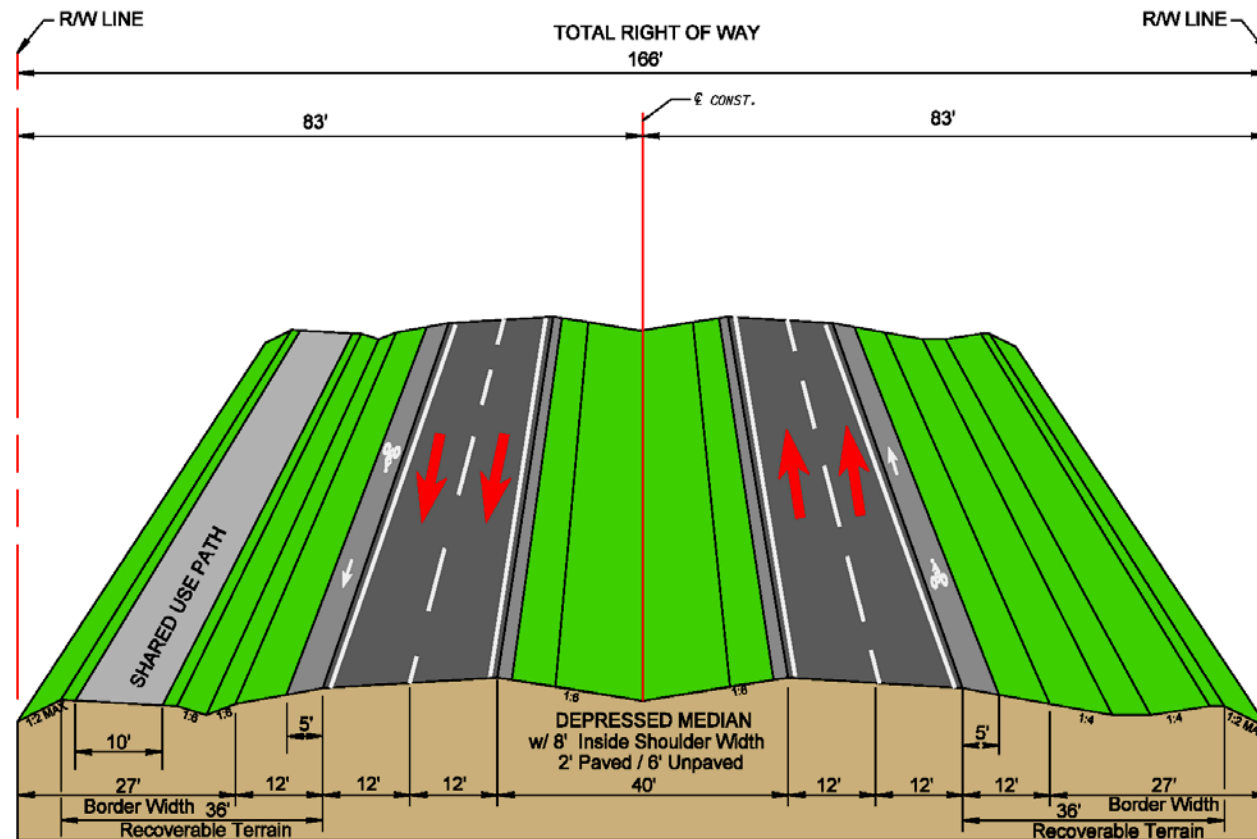 R/W LINE
R/W LINE
TOTAL RIGHT OF WAY
166'
℄ CONST.
83'
83'
SHARED USE PATH
1:2 MAX
1:6
1:6
1:6
1:6
1:4
1:4
1:2 MAX
5'
DEPRESSED MEDIAN
5'
w/ 8' Inside Shoulder Width
10'
2' Paved / 6' Unpaved
27'
12'
12'
12'
40'
12'
12'
12'
27'
Border Width
36'
36'
Border Width
Recoverable Terrain
Recoverable Terrain